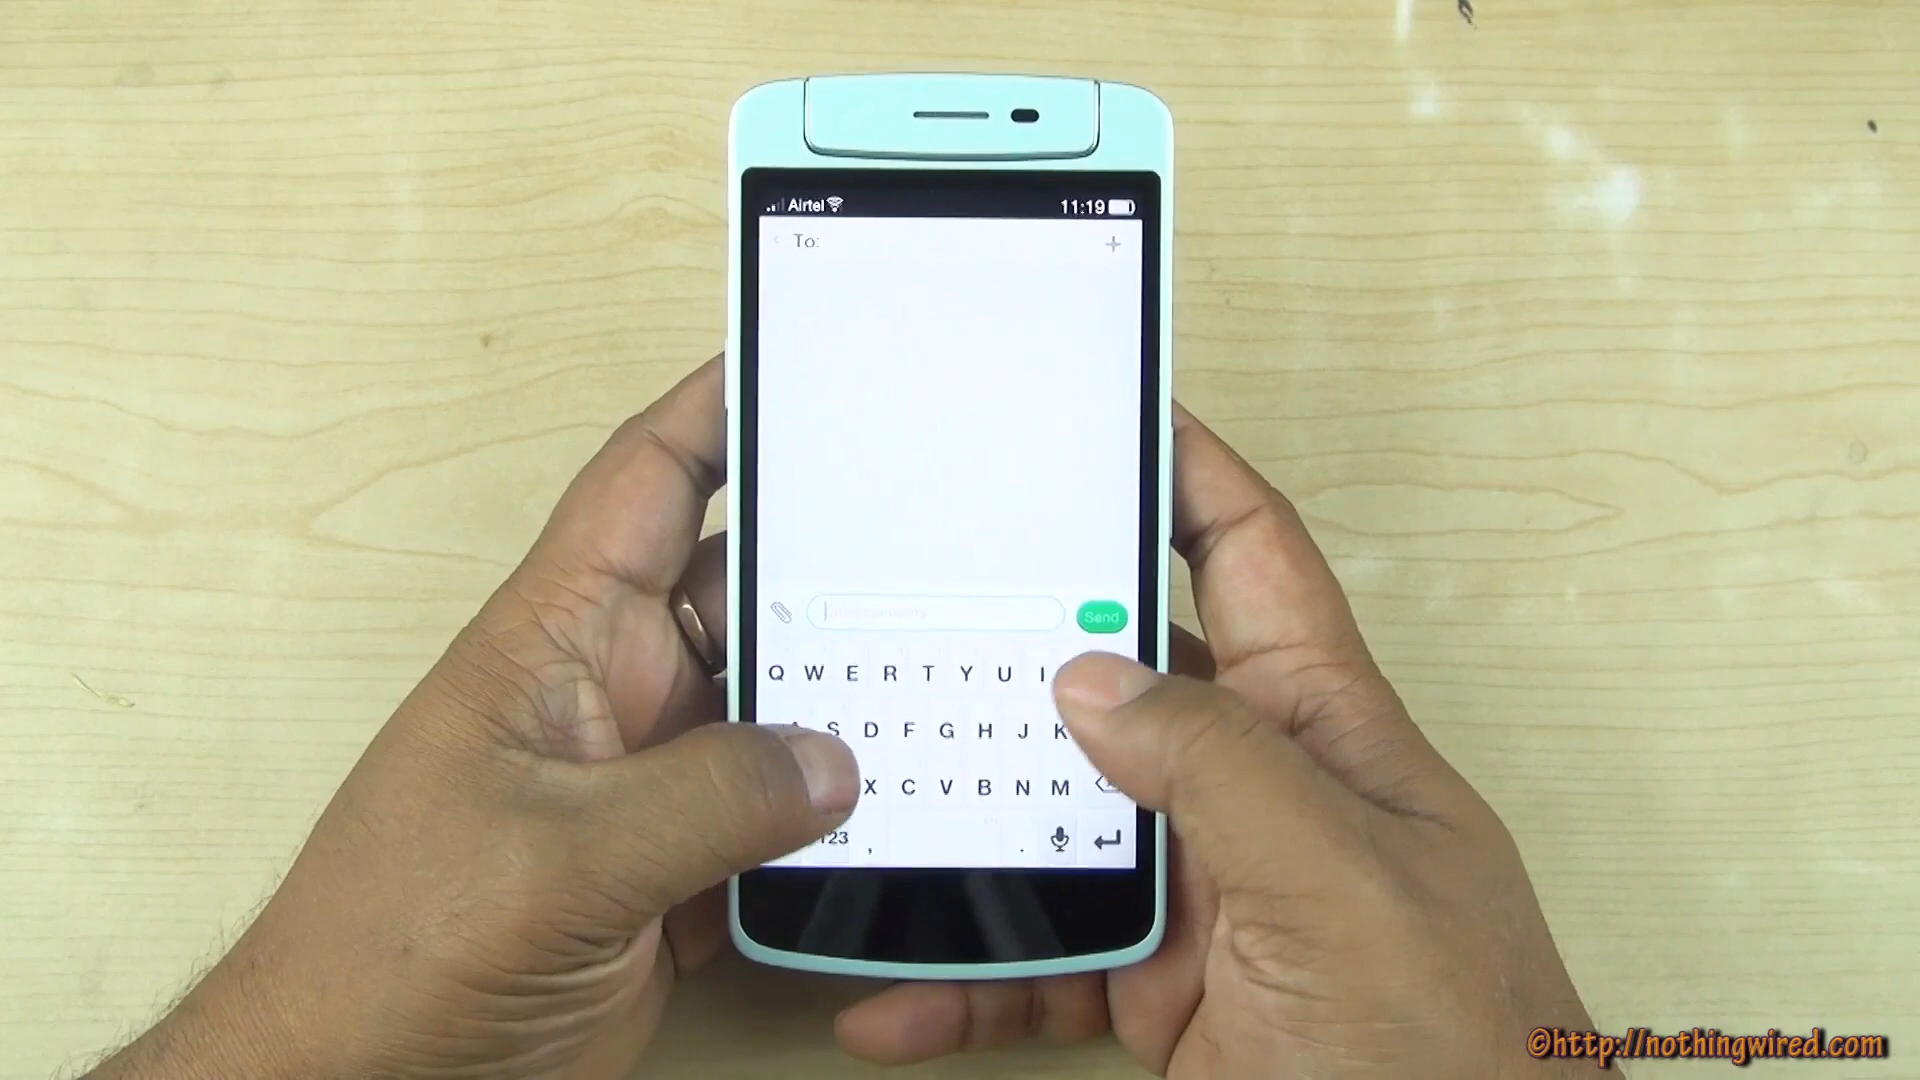 Airtel 11:19
To: +
Send
Q W E R T Y U I
S D F G H J K
X C V B N M
123 , .
©http://nothingwired.com